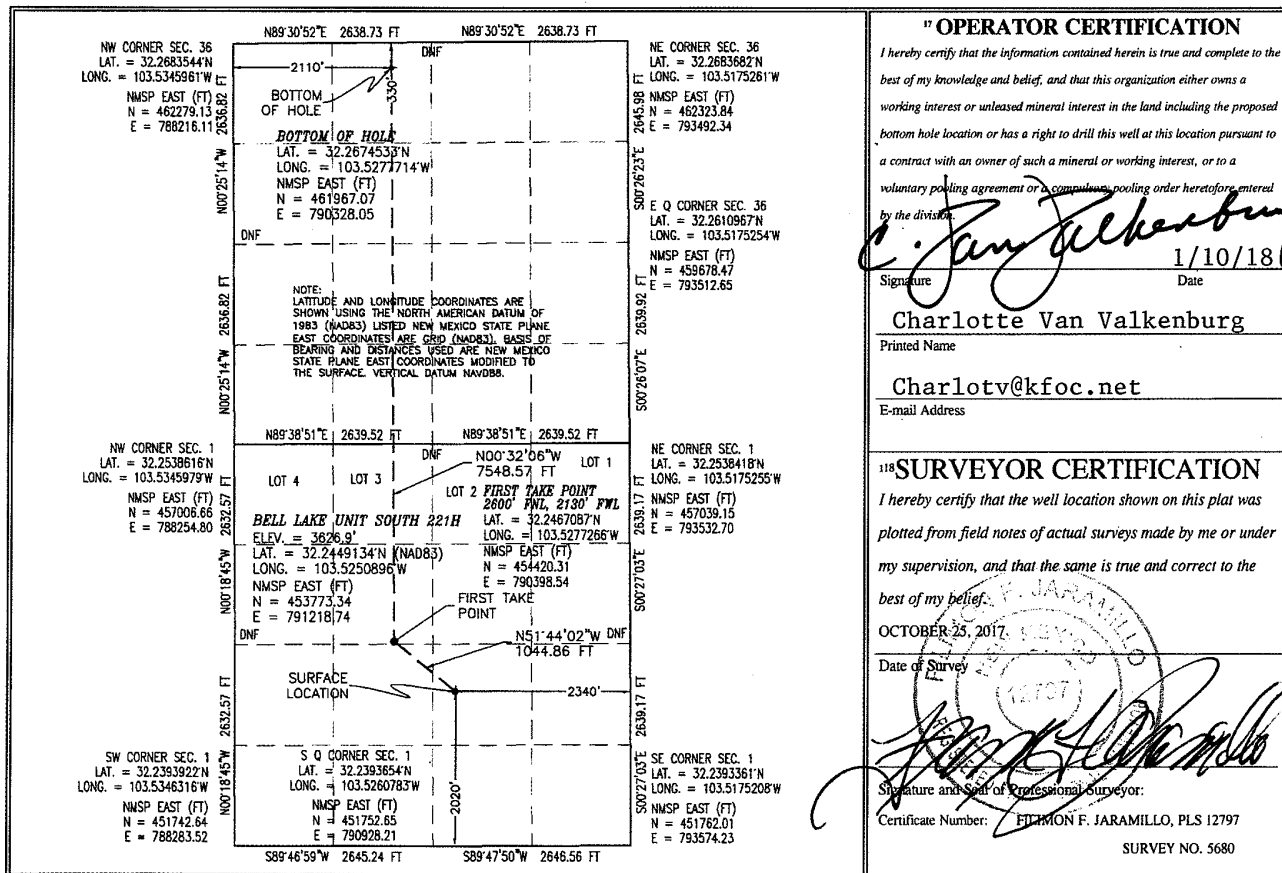 N89°30'52"E 2638.73 FT
N89°30'52"E 2638.73 FT
NW CORNER SEC. 36
LAT. = 32.2683544'N
LONG. = 103.5345961'W
NMSP EAST (FT)
N = 462279.13
E = 788216.11
2636.82 FT
N00°25'14"W
DNF
2110'
330'
BOTTOM
OF HOLE
NE CORNER SEC. 36
LAT. = 32.2683682'N
LONG. = 103.5175261'W
NMSP EAST (FT)
N = 462323.84
E = 793492.34
2645.98 FT
S00°26'23"E
BOTTOM OF HOLE
LAT. = 32.2674533'N
LONG. = 103.5277714'W
NMSP EAST (FT)
N = 461967.07
E = 790328.05
DNF
E Q CORNER SEC. 36
LAT. = 32.2610967'N
LONG. = 103.5175254'W
NMSP EAST (FT)
N = 459678.47
E = 793512.65
2636.82 FT
N00°25'14"W
2639.92 FT
S00°26'07"E
NOTE:
LATITUDE AND LONGITUDE COORDINATES ARE
SHOWN USING THE NORTH AMERICAN DATUM OF
1983 (NAD83) LISTED NEW MEXICO STATE PLANE
EAST COORDINATES ARE GRID (NAD83). BASIS OF
BEARING AND DISTANCES USED ARE NEW MEXICO
STATE PLANE EAST COORDINATES MODIFIED TO
THE SURFACE. VERTICAL DATUM NAVD88.
N89°38'51"E 2639.52 FT
N89°38'51"E 2639.52 FT
NW CORNER SEC. 1
LAT. = 32.2538616'N
LONG. = 103.5345979'W
NMSP EAST (FT)
N = 457006.66
E = 788254.80
2632.57 FT
N00°18'45"W
DNF
N00°32'06"W
7548.57 FT
LOT 1
LOT 4
LOT 3
LOT 2
FIRST TAKE POINT
2600' FNL, 2130' FWL
LAT. = 32.2467087'N
LONG. = 103.5277266'W
NMSP EAST (FT)
N = 454420.31
E = 790398.54
NE CORNER SEC. 1
LAT. = 32.2538418'N
LONG. = 103.5175255'W
NMSP EAST (FT)
N = 457039.15
E = 793532.70
2639.17 FT
S00°27'03"E
BELL LAKE UNIT SOUTH 221H
ELEV. = 3626.9'
LAT. = 32.2449134'N (NAD83)
LONG. = 103.5250896'W
NMSP EAST (FT)
N = 453773.34
E = 791218.74
FIRST TAKE
POINT
DNF
N51°44'02"W
1044.86 FT
DNF
SURFACE
LOCATION
2340'
2020'
2632.57 FT
N00°18'45"W
2639.17 FT
S00°27'03"E
SW CORNER SEC. 1
LAT. = 32.2393922'N
LONG. = 103.5346316'W
NMSP EAST (FT)
N = 451742.64
E = 788283.52
S Q CORNER SEC. 1
LAT. = 32.2393654'N
LONG. = 103.5260783'W
NMSP EAST (FT)
N = 451752.65
E = 790928.21
SE CORNER SEC. 1
LAT. = 32.2393361'N
LONG. = 103.5175208'W
NMSP EAST (FT)
N = 451762.01
E = 793574.23
S89°46'59"W 2645.24 FT
S89°47'50"W 2646.56 FT
17 OPERATOR CERTIFICATION
I hereby certify that the information contained herein is true and complete to the
best of my knowledge and belief, and that this organization either owns a
working interest or unleased mineral interest in the land including the proposed
bottom hole location or has a right to drill this well at this location pursuant to
a contract with an owner of such a mineral or working interest, or to a
voluntary pooling agreement or a compulsory pooling order heretofore entered
by the division.
C. Van Valkenbur
1/10/18
Signature Date
Charlotte Van Valkenburg
Printed Name
Charlotv@kfoc.net
E-mail Address
118 SURVEYOR CERTIFICATION
I hereby certify that the well location shown on this plat was
plotted from field notes of actual surveys made by me or under
my supervision, and that the same is true and correct to the
best of my belief.
OCTOBER 25, 2017
Date of Survey
FILIMON F. JARAMILLO
NEW MEXICO
12797
Signature and Seal of Professional Surveyor:
Certificate Number: FILIMON F. JARAMILLO, PLS 12797
SURVEY NO. 5680